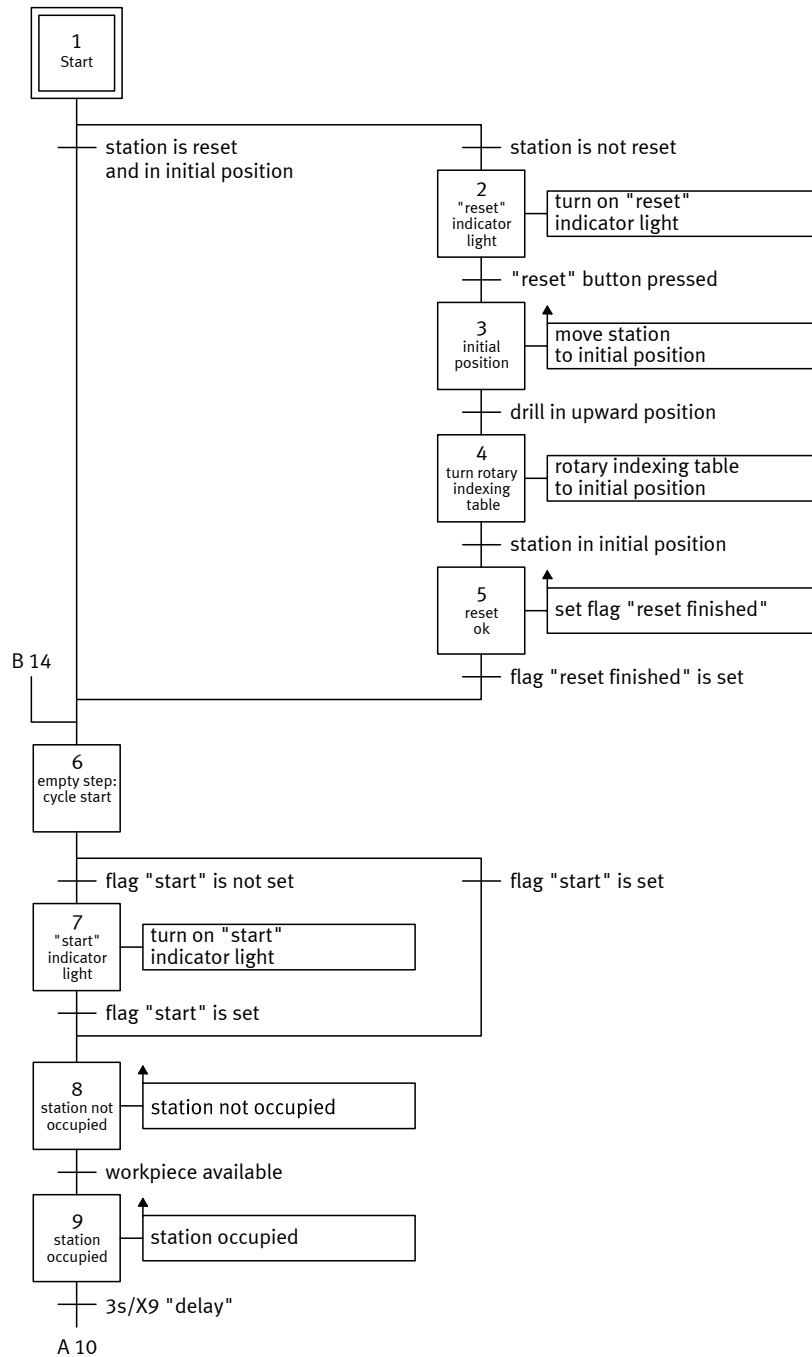 1
Start
station is reset
and in initial position
station is not reset
2
"reset"
indicator
light
turn on "reset"
indicator light
"reset" button pressed
3
initial
position
move station
to initial position
drill in upward position
4
turn rotary
indexing
table
rotary indexing table
to initial position
station in initial position
5
reset
ok
set flag "reset finished"
flag "reset finished" is set
B 14
6
empty step:
cycle start
flag "start" is not set
flag "start" is set
7
"start"
indicator
light
turn on "start"
indicator light
flag "start" is set
8
station not
occupied
station not occupied
workpiece available
9
station
occupied
station occupied
3s/X9 "delay"
A 10